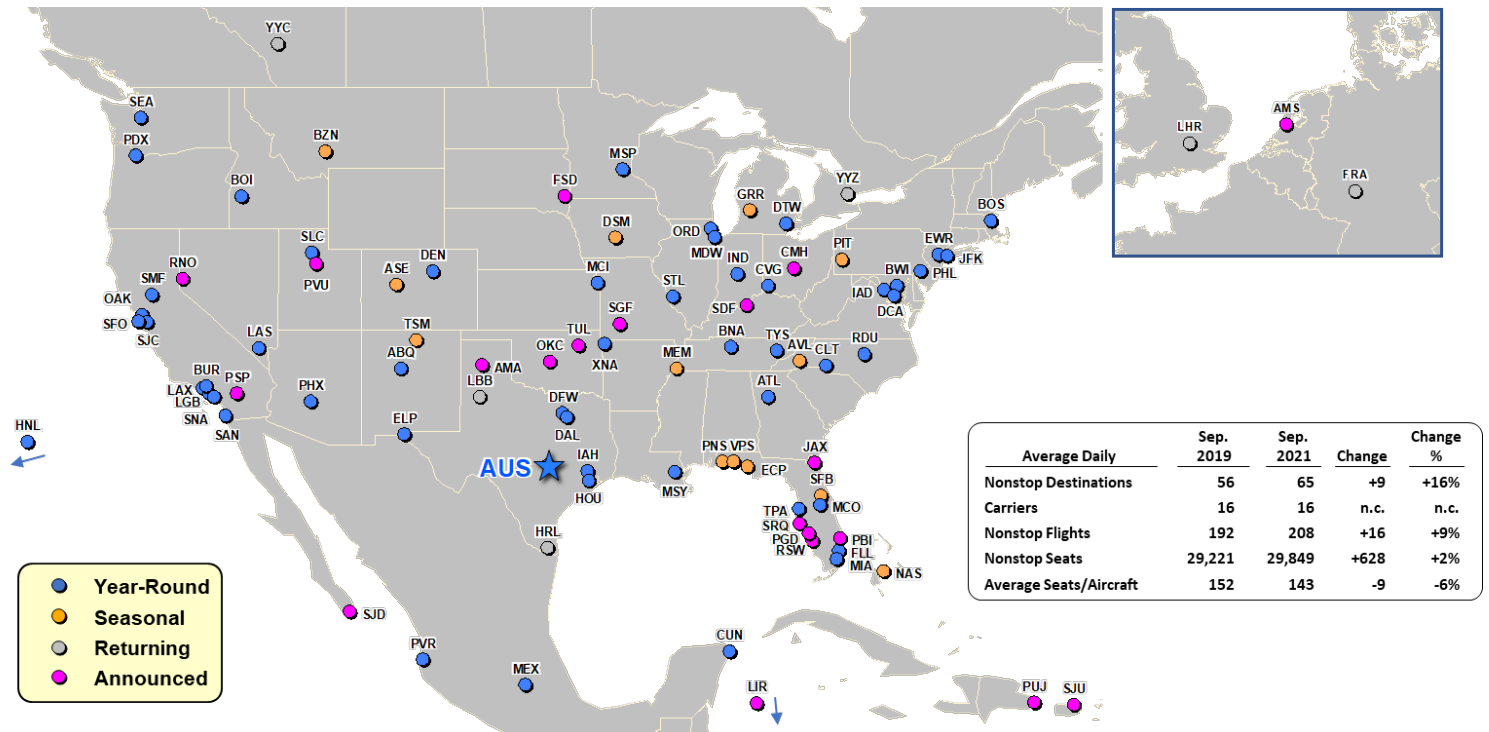 YYC
SEA
PDX
BZN
BOI
MSP
FSD
GRR
YYZ
DTW
BOS
DSM
ORD
MDW
SLC
PVU
DEN
ASE
RNO
SMF
OAK
SFO
SJC
MCI
STL
IND
CVG
CMH
PIT
EWR
JFK
PHL
BWI
IAD
DCA
SDF
SGF
TUL
OKC
XNA
LAS
TSM
ABQ
AMA
LBB
MEM
BNA
TYS
AVL
CLT
RDU
BUR
LAX
LGB
PSP
SNA
SAN
PHX
ELP
DFW
DAL
ATL
HNL
AUS
IAH
HOU
MSY
PNS
VPS
ECP
JAX
SFB
MCO
TPA
SRQ
PGD
RSW
PBI
FLL
MIA
NAS
HRL
SJD
PVR
MEX
CUN
LIR
PUJ
SJU
LHR
AMS
FRA
Year-Round
Seasonal
Returning
Announced
Average Daily Sep. 2019 Sep. 2021 Change Change %
Nonstop Destinations 56 65 +9 +16%
Carriers 16 16 n.c. n.c.
Nonstop Flights 192 208 +16 +9%
Nonstop Seats 29,221 29,849 +628 +2%
Average Seats/Aircraft 152 143 -9 -6%